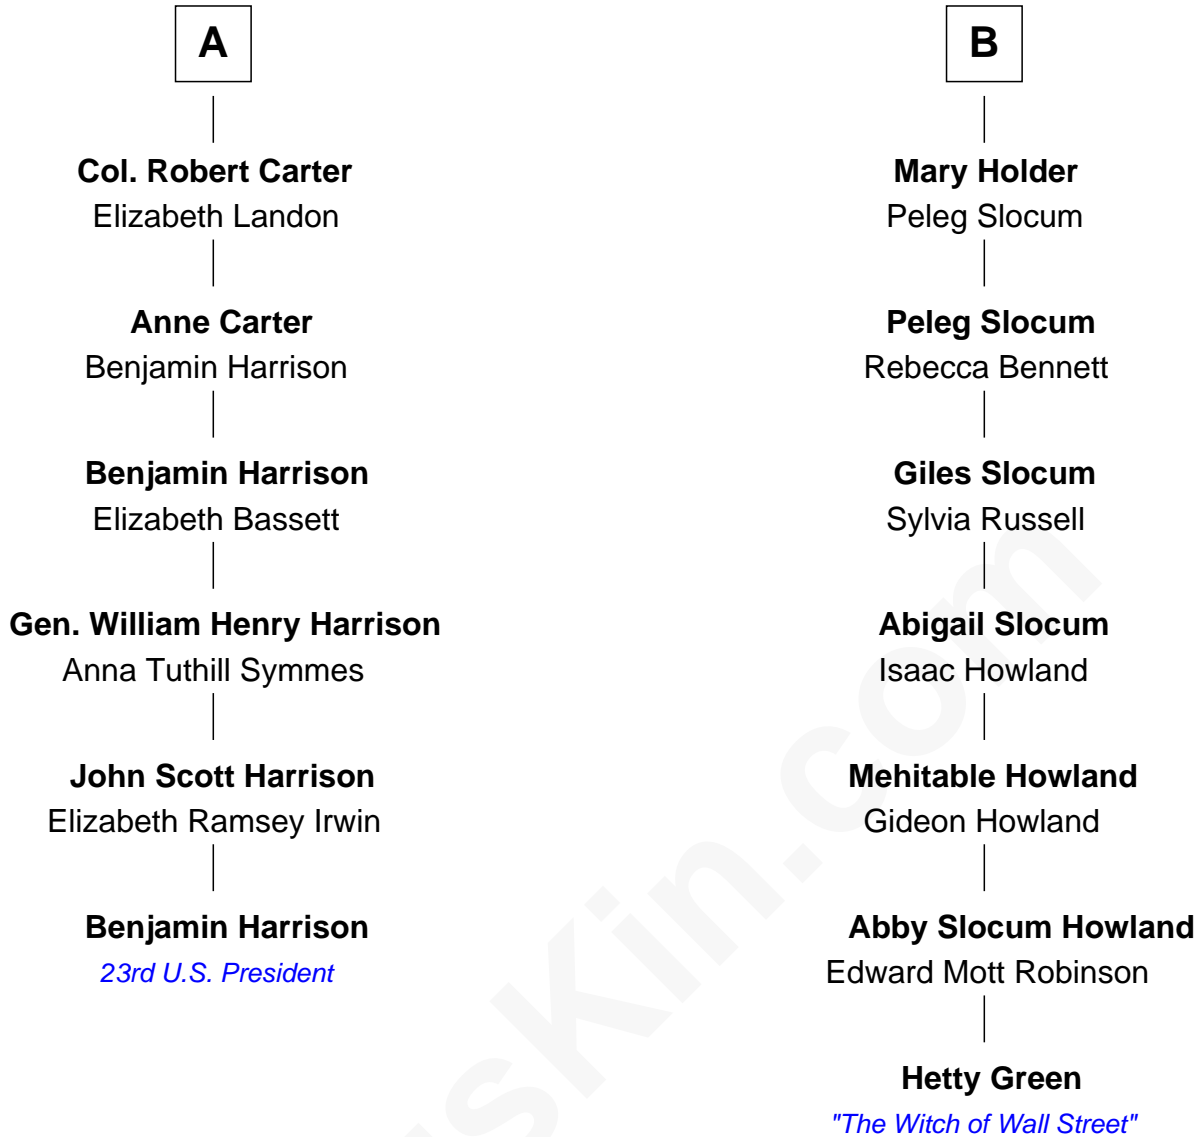 A
Col. Robert Carter
Elizabeth Landon
Anne Carter
Benjamin Harrison
Benjamin Harrison
Elizabeth Bassett
Gen. William Henry Harrison
Anna Tuthill Symmes
John Scott Harrison
Elizabeth Ramsey Irwin
Benjamin Harrison
23rd U.S. President
B
Mary Holder
Peleg Slocum
Peleg Slocum
Rebecca Bennett
Giles Slocum
Sylvia Russell
Abigail Slocum
Isaac Howland
Mehitable Howland
Gideon Howland
Abby Slocum Howland
Edward Mott Robinson
Hetty Green
"The Witch of Wall Street"